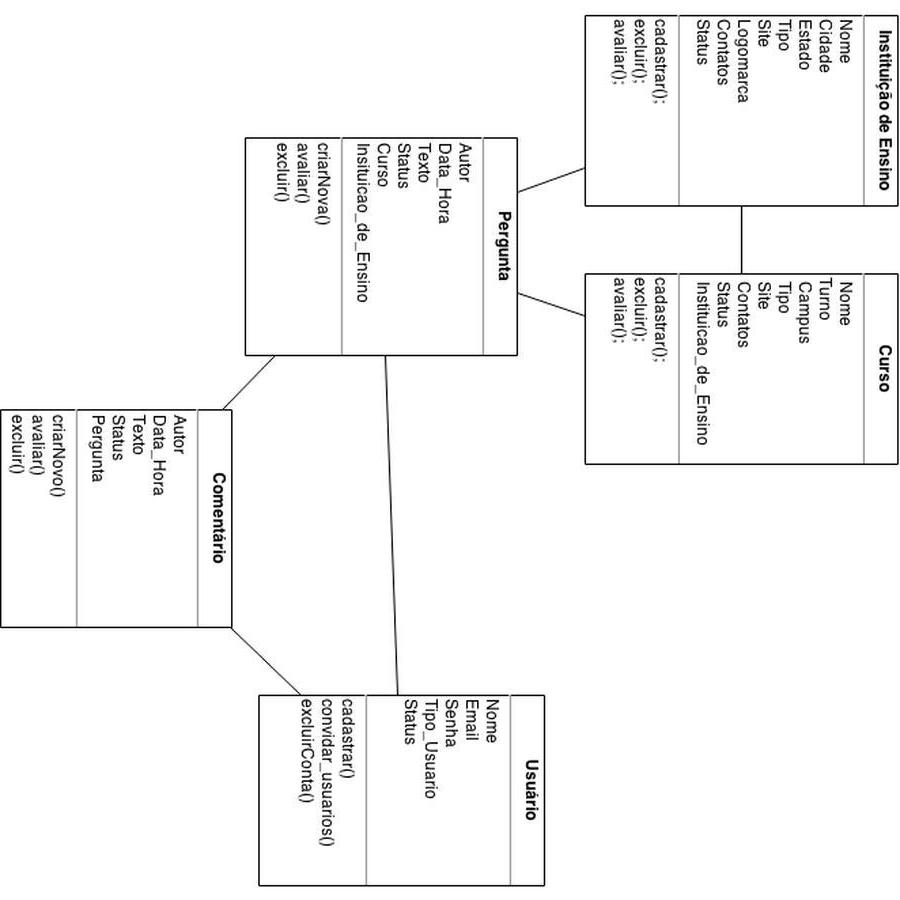 Instituição de Ensino
Nome
Cidade
Estado
Tipo
Site
Logomarca
Contatos
Status
cadastrar();
excluir();
avaliar();
Curso
Nome
Turno
Campus
Tipo
Site
Contatos
Status
Instituicao_de_Ensino
cadastrar();
excluir();
avaliar();
Pergunta
Autor
Data_Hora
Texto
Status
Curso
Insituicao_de_Ensino
criarNova()
avaliar()
excluir()
Comentário
Autor
Data_Hora
Texto
Status
Pergunta
criarNovo()
avaliar()
excluir()
Usuário
Nome
Email
Senha
Tipo_Usuario
Status
cadastrar()
convidar_usuarios()
excluirConta()